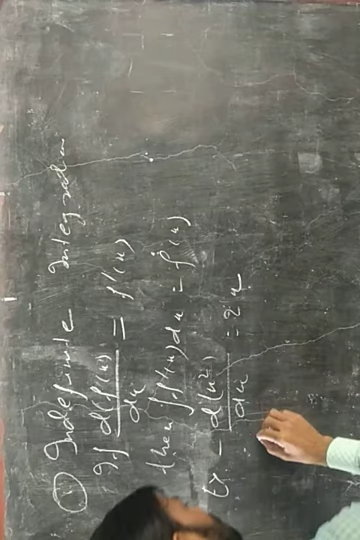 ① Indefinite Integration
If d(f(x))/dx = f'(x)
then ∫f'(x)dx = f(x)
Ex - d(x²)/dx = 2x